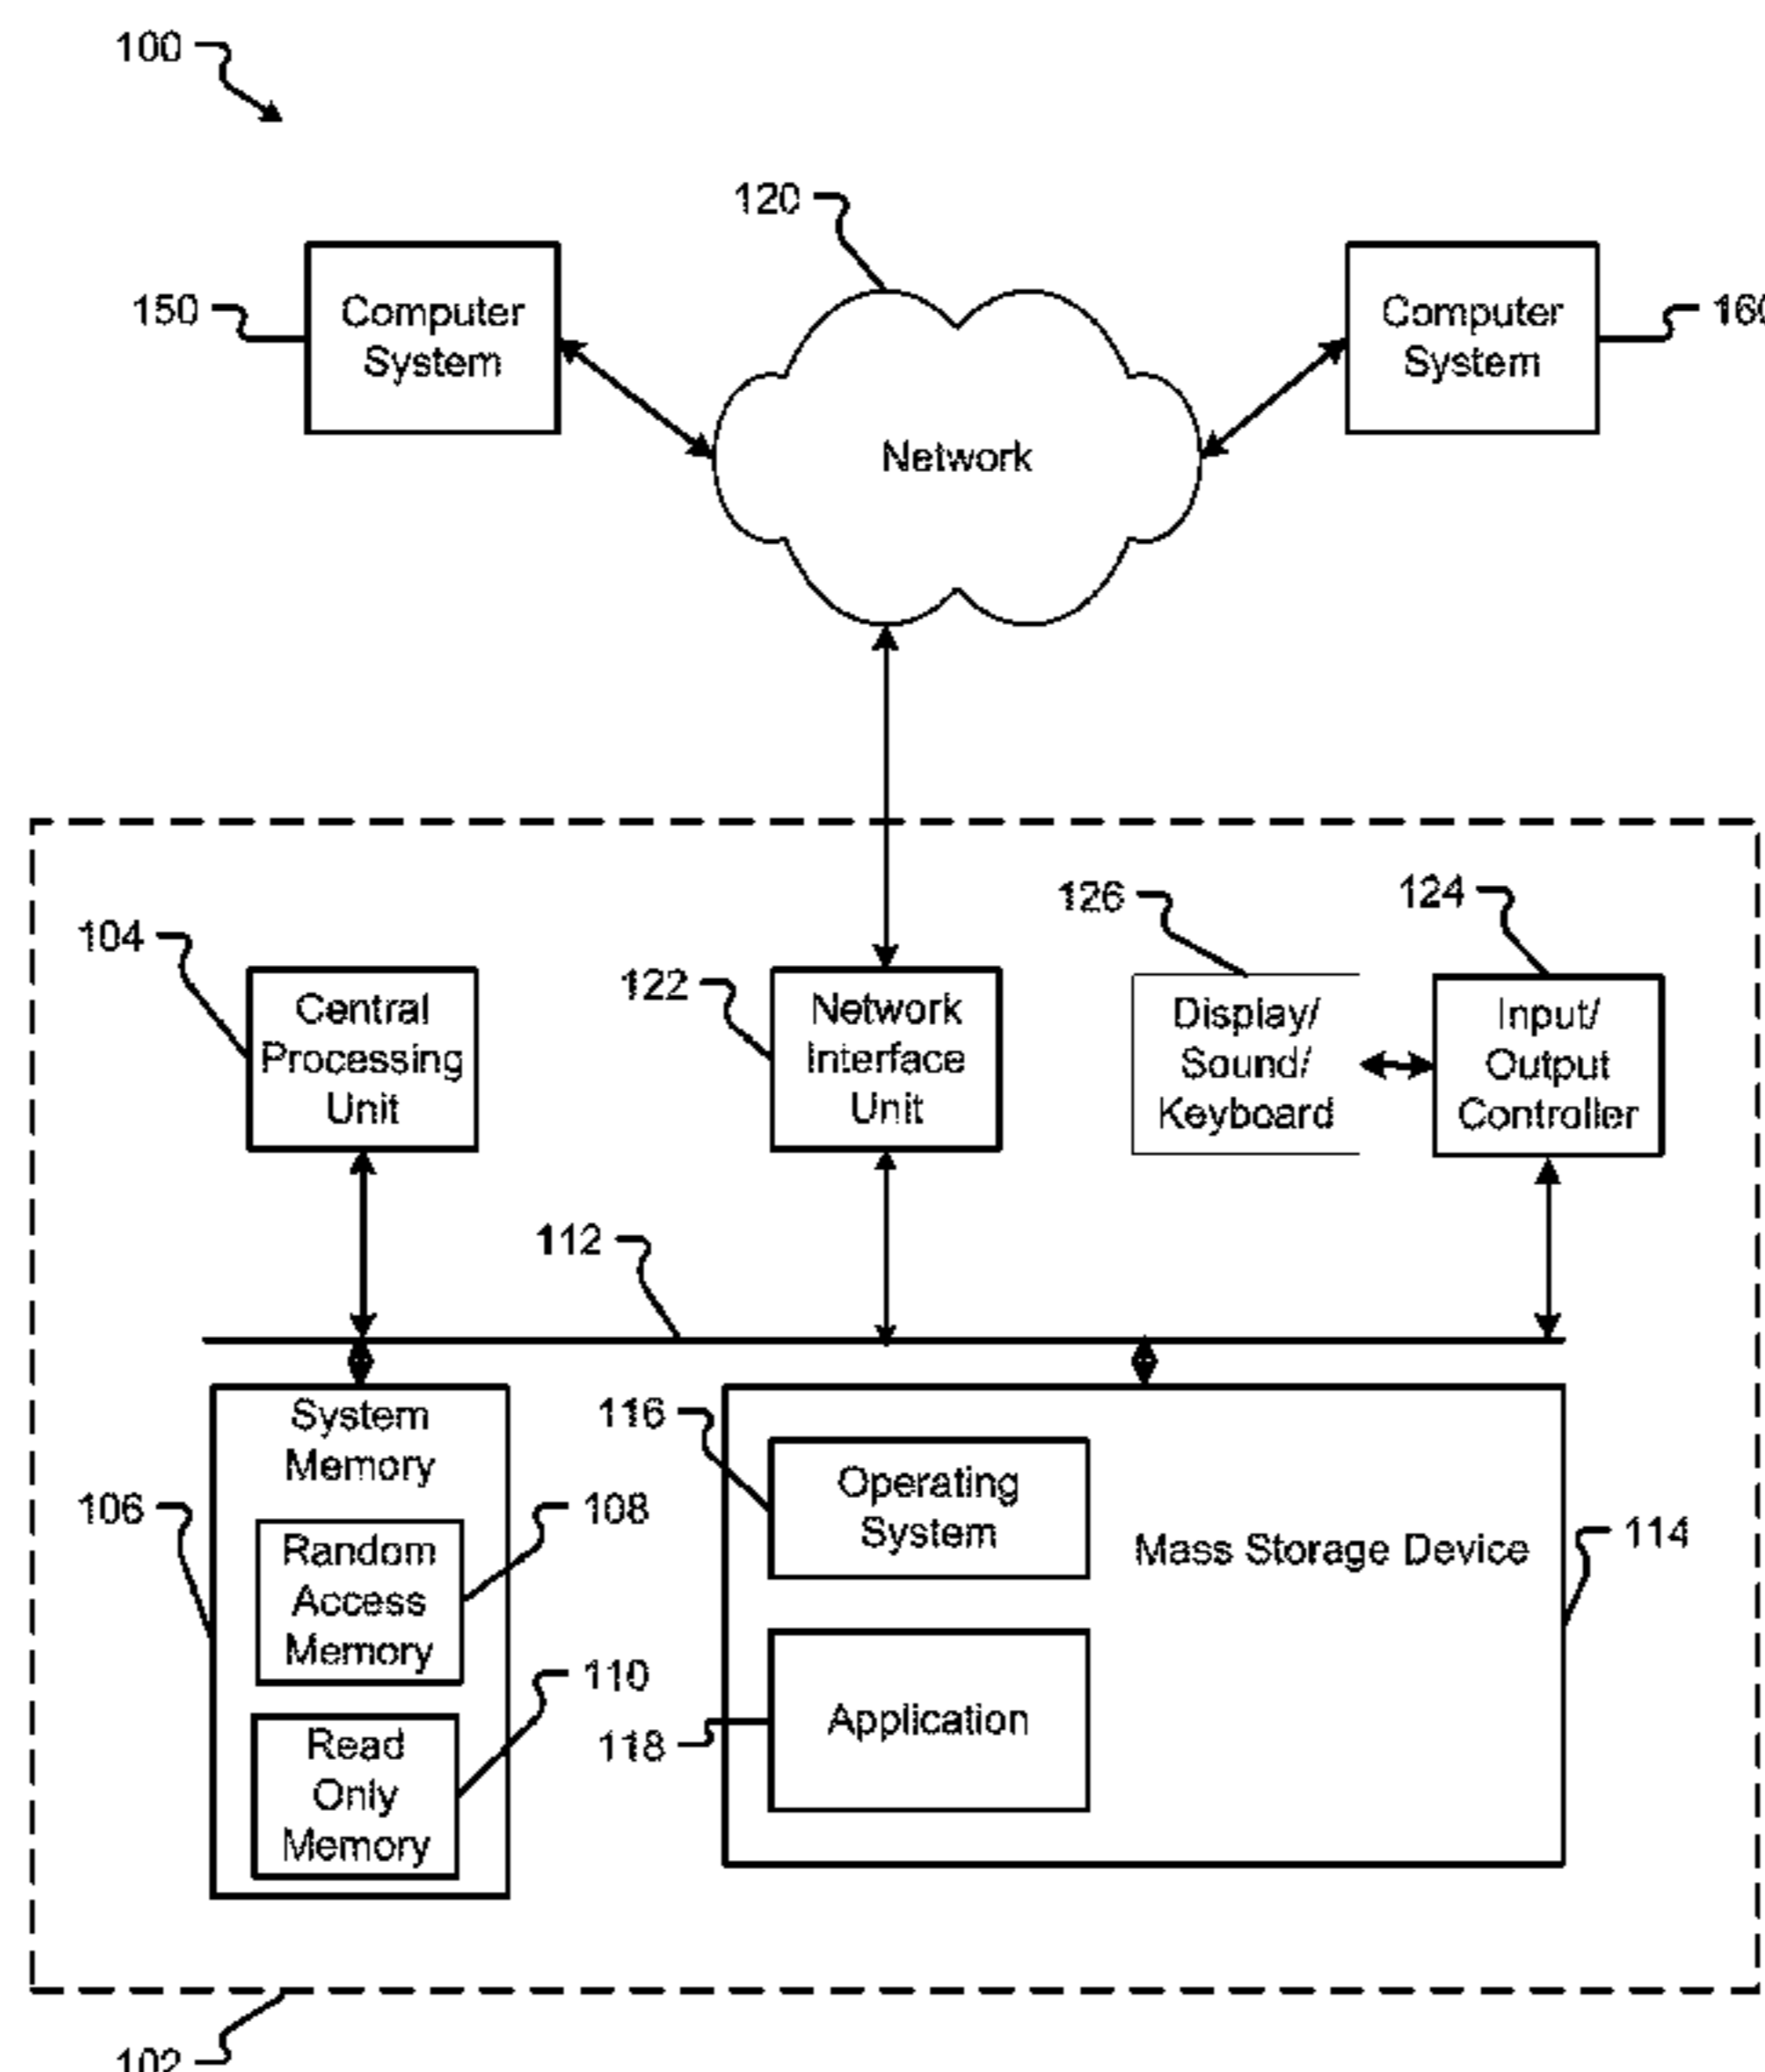 100
120
150
Computer
System
Computer
System
160
Network
126
124
104
122
Central
Processing
Unit
Network
Interface
Unit
Display/
Sound/
Keyboard
Input/
Output
Controller
112
System
Memory
116
Operating
System
106
108
Random
Access
Memory
Mass Storage Device
114
110
Read
Only
Memory
118
Application
102